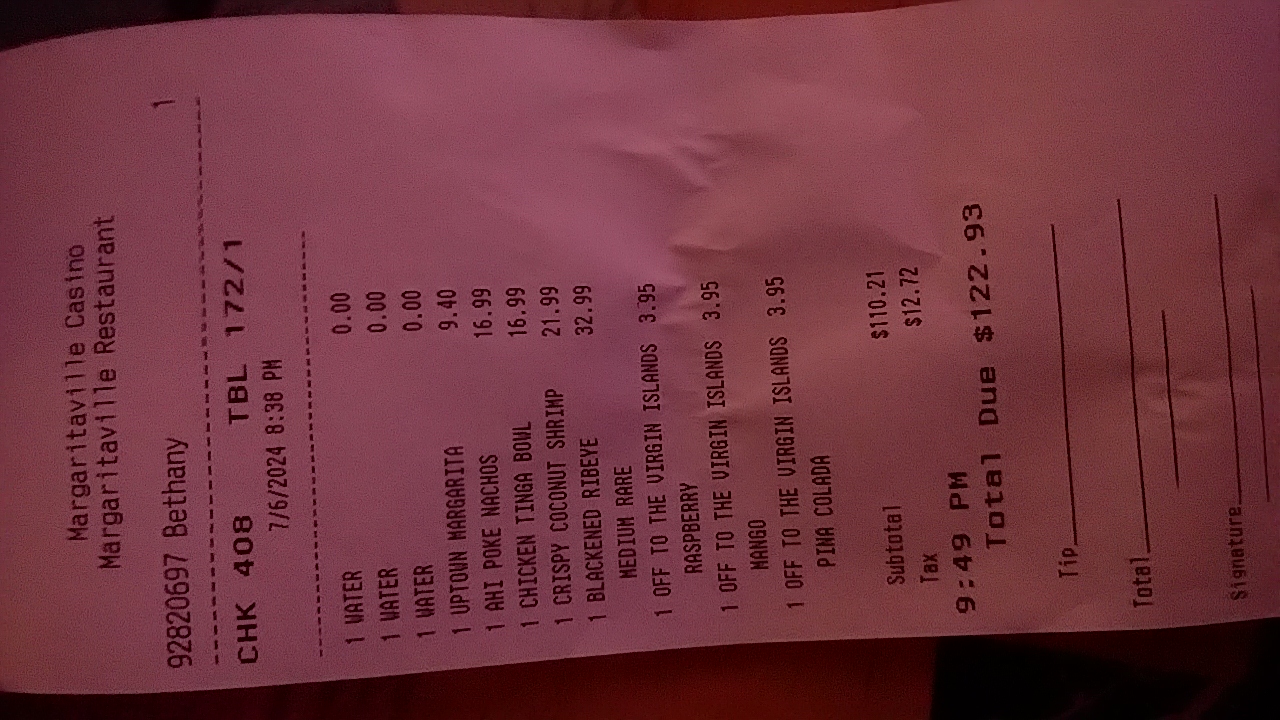 Margaritaville Casino
Margaritaville Restaurant
92820697 Bethany 1
CHK 408 TBL 172/1
7/6/2024 8:38 PM
1 WATER 0.00
1 WATER 0.00
1 WATER 0.00
1 UPTOWN MARGARITA 9.40
1 AHI POKE NACHOS 16.99
1 CHICKEN TINGA BOWL 16.99
1 CRISPY COCONUT SHRIMP 21.99
1 BLACKENED RIBEYE 32.99
MEDIUM RARE
1 OFF TO THE VIRGIN ISLANDS 3.95
RASPBERRY
1 OFF TO THE VIRGIN ISLANDS 3.95
MANGO
1 OFF TO THE VIRGIN ISLANDS 3.95
PINA COLADA
Subtotal $110.21
Tax $12.72
9:49 PM
Total Due $122.93
Tip
Total
Signature